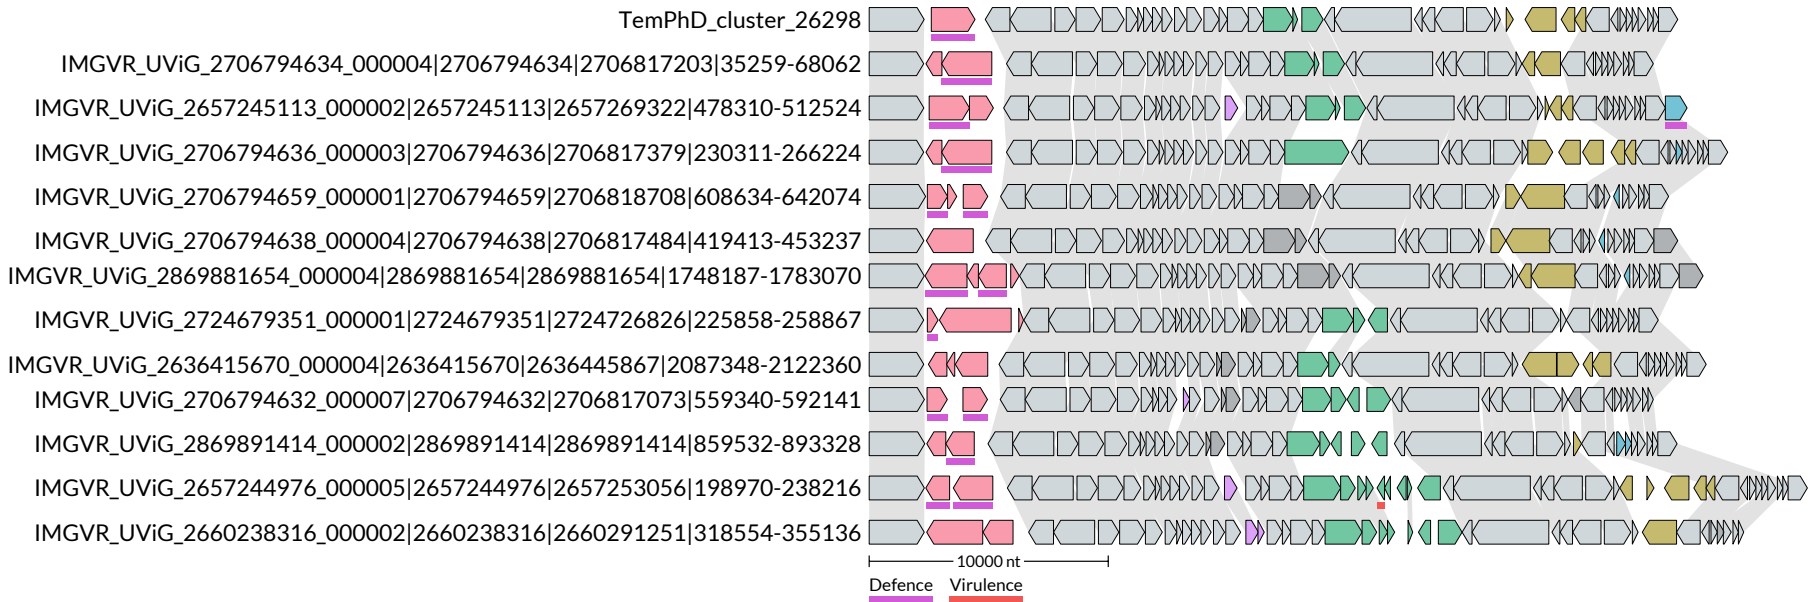 TemPhD_cluster_26298
IMGVR_UViG_2706794634_000004|2706794634|2706817203|35259-68062
IMGVR_UViG_2657245113_000002|2657245113|2657269322|478310-512524
IMGVR_UViG_2706794636_000003|2706794636|2706817379|230311-266224
IMGVR_UViG_2706794659_000001|2706794659|2706818708|608634-642074
IMGVR_UViG_2706794638_000004|2706794638|2706817484|419413-453237
IMGVR_UViG_2869881654_000004|2869881654|2869881654|1748187-1783070
IMGVR_UViG_2724679351_000001|2724679351|2724726826|225858-258867
IMGVR_UViG_2636415670_000004|2636415670|2636445867|2087348-2122360
IMGVR_UViG_2706794632_000007|2706794632|2706817073|559340-592141
IMGVR_UViG_2869891414_000002|2869891414|2869891414|859532-893328
IMGVR_UViG_2657244976_000005|2657244976|2657253056|198970-238216
IMGVR_UViG_2660238316_000002|2660238316|2660291251|318554-355136
10000 nt
Defence Virulence